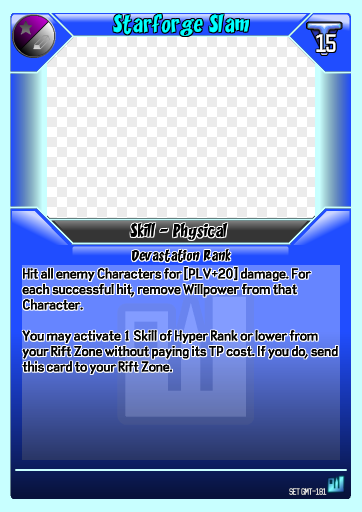 Starforge Slam
15
Skill - Physical
Devastation Rank
Hit all enemy Characters for [PLV+20] damage. For
each successful hit, remove Willpower from that
Character.
You may activate 1 Skill of Hyper Rank or lower from
your Rift Zone without paying its TP cost. If you do, send
this card to your Rift Zone.
SET GMT-181